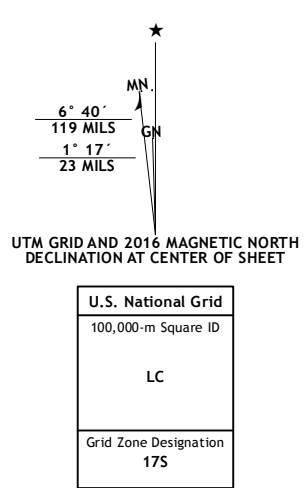 ★
MN
GN
6° 40´
119 MILS
1° 17´
23 MILS
UTM GRID AND 2016 MAGNETIC NORTH
DECLINATION AT CENTER OF SHEET
U.S. National Grid
100,000-m Square ID
LC
Grid Zone Designation
17S